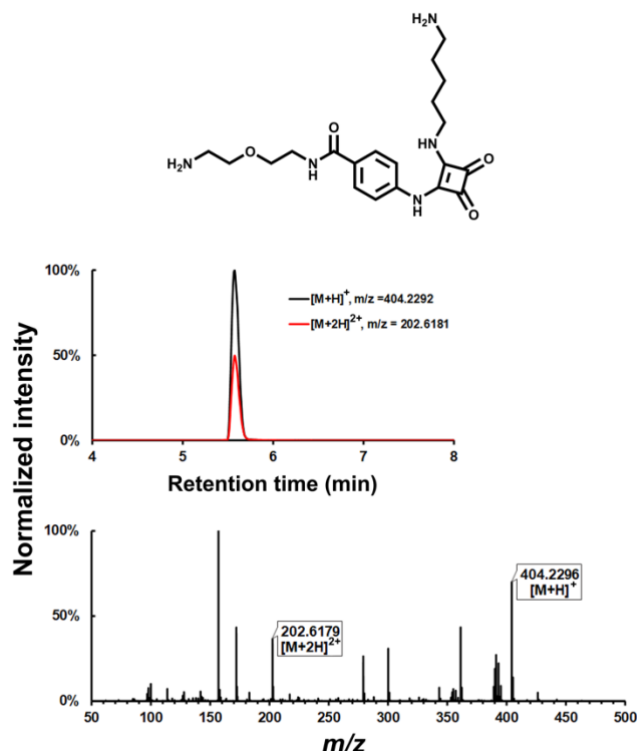 NH₂
O
O
H₂N
N
H
HN
O
N
H
O
Normalized intensity
100%
50%
0%
[M+H]⁺, m/z =404.2292
[M+2H]²⁺, m/z = 202.6181
4 5 6 7 8
Retention time (min)
100%
50%
0%
202.6179
[M+2H]²⁺
404.2296
[M+H]⁺
50 100 150 200 250 300 350 400 450 500
m/z